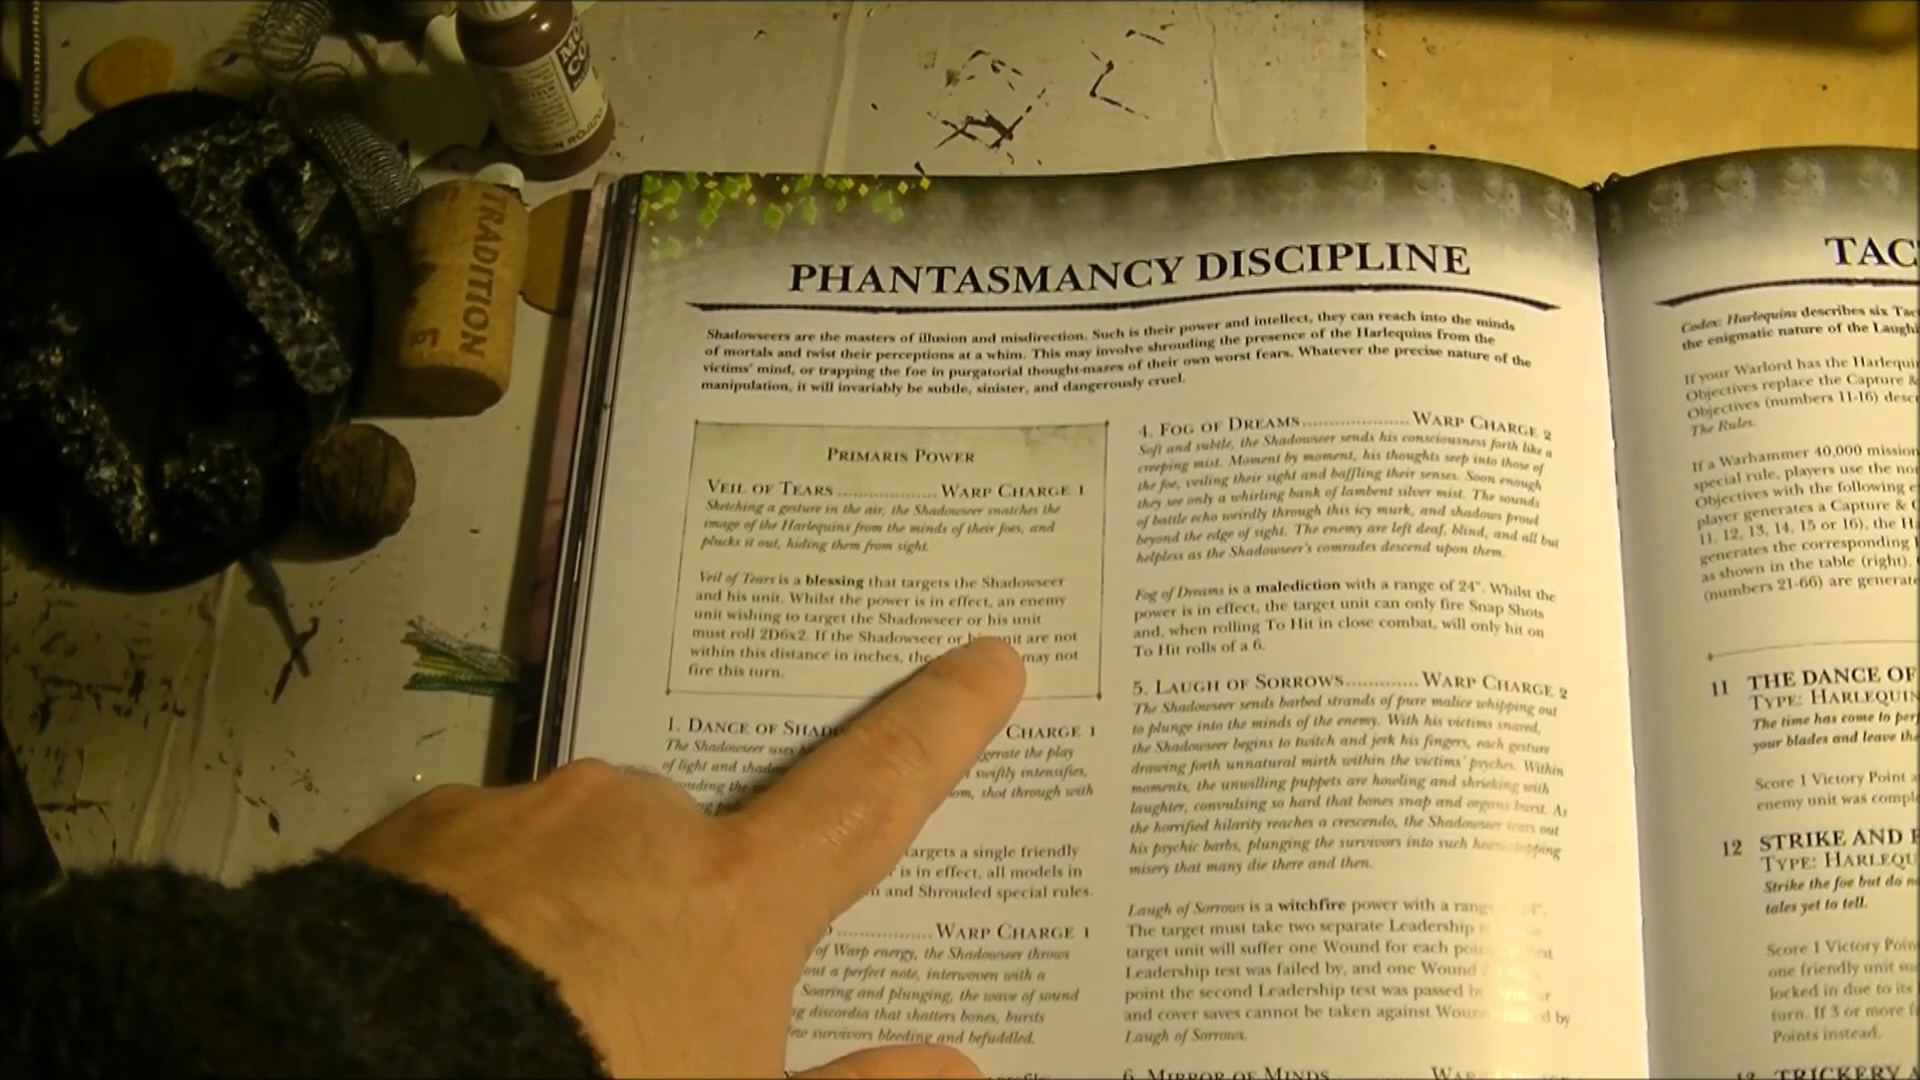 MO
CO
TRADITION
PHANTASMANCY DISCIPLINE
Shadowseers are the masters of illusion and misdirection. Such is their power and intellect, they can reach into the minds
of mortals and twist their perceptions at a whim. This may involve shrouding the presence of the Harlequins from the
victims' mind, or trapping the foe in purgatorial thought-mazes of their own worst fears. Whatever the precise nature of the
manipulation, it will invariably be subtle, sinister, and dangerously cruel.
PRIMARIS POWER
VEIL OF TEARS .................. WARP CHARGE 1
Sketching a gesture in the air, the Shadowseer snatches the
image of the Harlequins from the minds of their foes, and
plucks it out, hiding them from sight.
Veil of Tears is a blessing that targets the Shadowseer
and his unit. Whilst the power is in effect, an enemy
unit wishing to target the Shadowseer or his unit
must roll 2D6x2. If the Shadowseer or unit are not
within this distance in inches, the may not
fire this turn.
1. DANCE OF CHARGE 1
The Shadowseer uses the play
of light and swiftly intensifies,
shot through with
targets a single friendly
is in effect, all models in
and Shrouded special rules.
.................. WARP CHARGE 1
of Warp energy, the Shadowseer throws
out a perfect note, interwoven with a
Soaring and plunging, the wave of sound
discordia that shatters bones, bursts
few survivors bleeding and befuddled.
4. FOG OF DREAMS .................... WARP CHARGE 2
Soft and subtle, the Shadowseer sends his consciousness forth like a
creeping mist. Moment by moment, his thoughts seep into those of
the foe, veiling their sight and baffling their senses. Soon enough
they see only a whirling bank of lambent silver mist. The sounds
of battle echo weirdly through this icy murk, and shadows prowl
beyond the edge of sight. The enemy are left deaf, blind, and all but
helpless as the Shadowseer's comrades descend upon them.
Fog of Dreams is a malediction with a range of 24". Whilst the
power is in effect, the target unit can only fire Snap Shots
and, when rolling To Hit in close combat, will only hit on
To Hit rolls of a 6.
5. LAUGH OF SORROWS ............. WARP CHARGE 2
The Shadowseer sends barbed strands of pure malice whipping out
to plunge into the minds of the enemy. With his victims snared,
the Shadowseer begins to twitch and jerk his fingers, each gesture
drawing forth unnatural mirth within the victims' psyches. Within
moments, the unwilling puppets are howling and shrieking with
laughter, convulsing so hard that bones snap and organs burst. As
the horrified hilarity reaches a crescendo, the Shadowseer tears out
his psychic barbs, plunging the survivors into such heart-stopping
misery that many die there and then.
Laugh of Sorrows is a witchfire power with a range
The target must take two separate Leadership
target unit will suffer one Wound for each
Leadership test was failed by, and one Wound
point the second Leadership test was passed
and cover saves cannot be taken against by
Laugh of Sorrows.
6. MIRROR OF MINDS
TAC
Codex: Harlequins describes six
the enigmatic nature of the
If your Warlord has the
Objectives replace the Capture &
Objectives (numbers 11-16)
The Rules.
If a Warhammer 40,000 mission
special rule, players use the
Objectives with the following
player generates a Capture &
11, 12, 13, 14, 15 or 16), the
generates the corresponding
as shown in the table (right).
(numbers 21-66) are
11 THE DANCE OF
TYPE:
The time has come to
your blades and leave
Score 1 Victory Point
enemy unit was
12 STRIKE AND
TYPE:
Strike the foe but do
tales yet to tell.
Score 1 Victory
one friendly unit
locked in due to its
turn. If 3 or more
Points instead.
TRICKERY